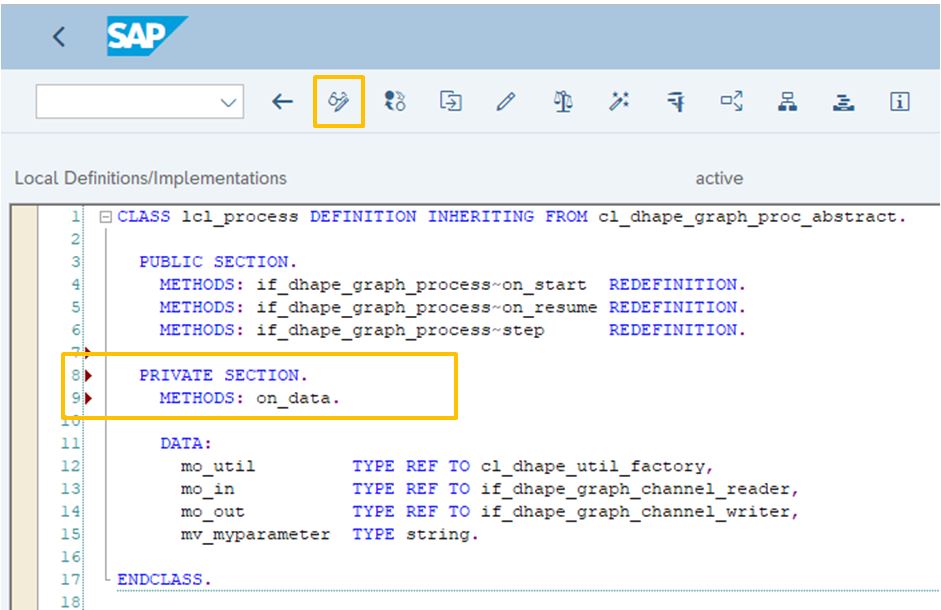 SAP
Local Definitions/Implementations active
1 CLASS lcl_process DEFINITION INHERITING FROM cl_dhape_graph_proc_abstract.
2
3 PUBLIC SECTION.
4 METHODS: if_dhape_graph_process~on_start REDEFINITION.
5 METHODS: if_dhape_graph_process~on_resume REDEFINITION.
6 METHODS: if_dhape_graph_process~step REDEFINITION.
7
8 PRIVATE SECTION.
9 METHODS: on_data.
10
11 DATA:
12 mo_util TYPE REF TO cl_dhape_util_factory,
13 mo_in TYPE REF TO if_dhape_graph_channel_reader,
14 mo_out TYPE REF TO if_dhape_graph_channel_writer,
15 mv_myparameter TYPE string.
16
17 ENDCLASS.
18